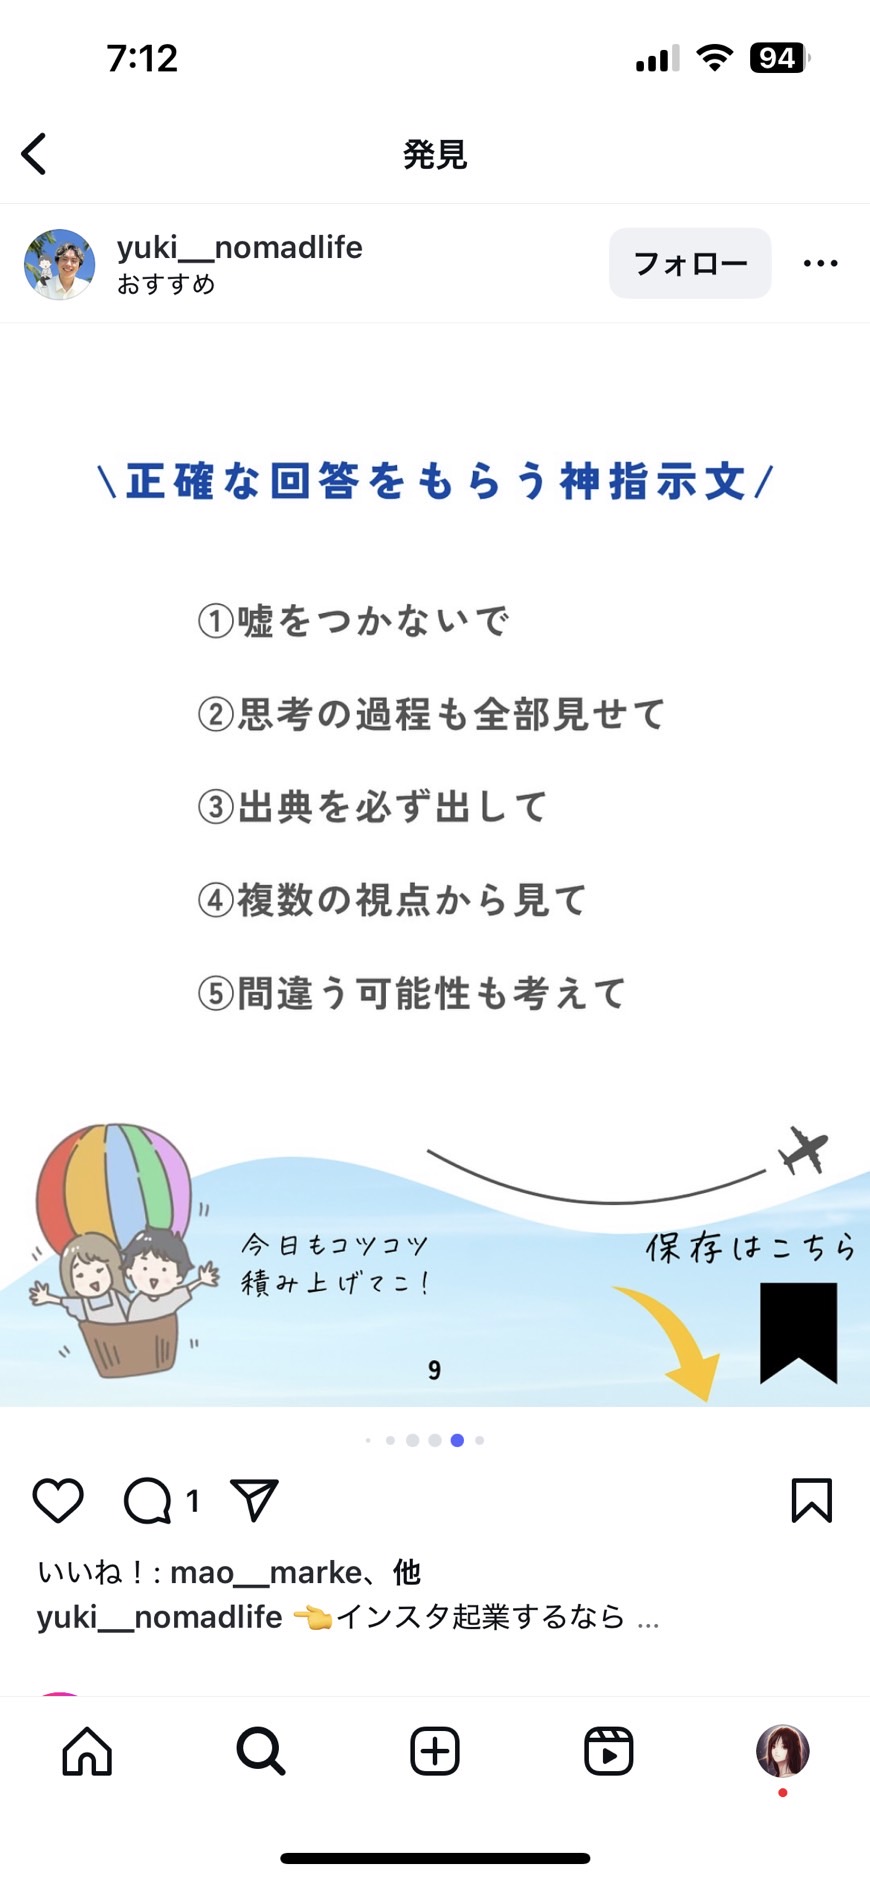 7:12
94
発見
yuki__nomadlife
おすすめ
フォロー
\正確な回答をもらう神指示文/
①嘘をつかないで
②思考の過程も全部見せて
③出典を必ず出して
④複数の視点から見て
⑤間違う可能性も考えて
今日もコツコツ
積み上げてこ！
保存はこちら
9
1
いいね！: mao__marke、他
yuki__nomadlife 👈インスタ起業するなら ...